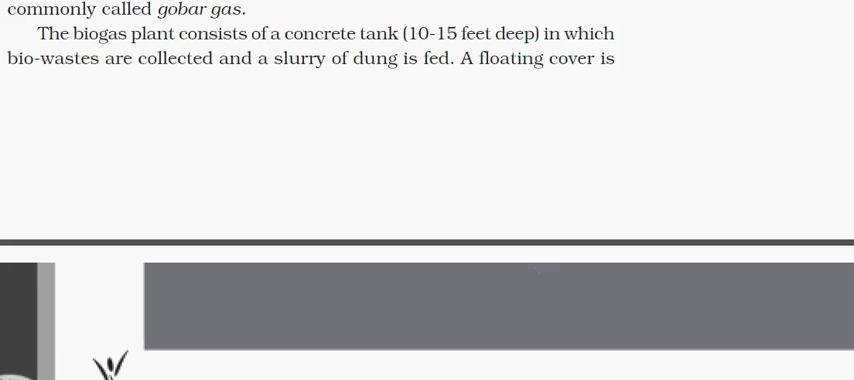 commonly called gobar gas.
The biogas plant consists of a concrete tank (10-15 feet deep) in which
bio-wastes are collected and a slurry of dung is fed. A floating cover is